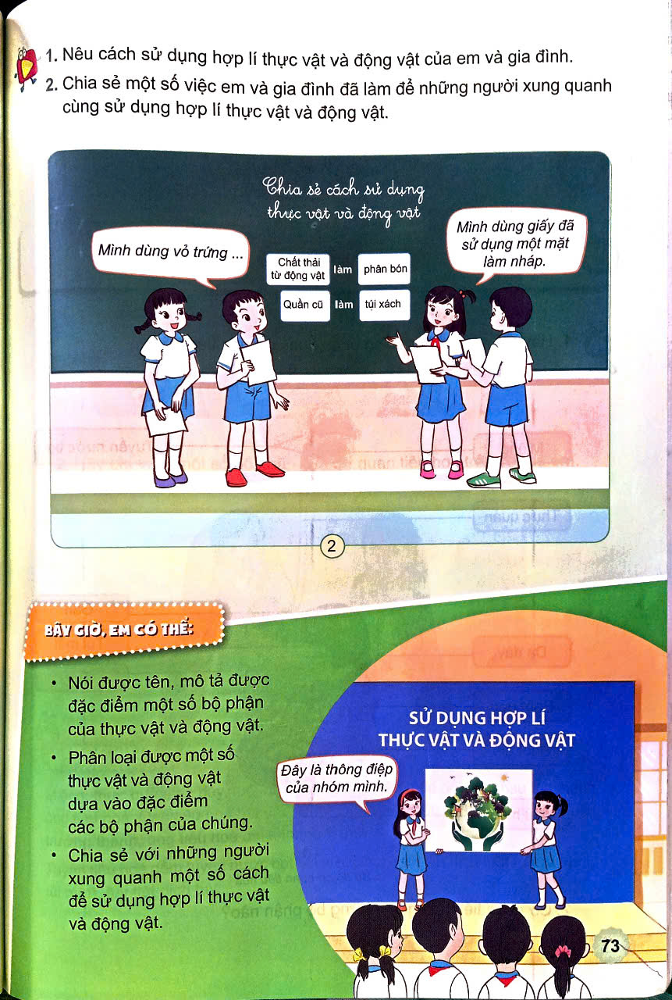 1. Nêu cách sử dụng hợp lí thực vật và động vật của em và gia đình.
2. Chia sẻ một số việc em và gia đình đã làm để những người xung quanh
cùng sử dụng hợp lí thực vật và động vật.
Chia sẻ cách sử dụng
thực vật và động vật
Mình dùng vỏ trứng ...
Mình dùng giấy đã
sử dụng một mặt
làm nháp.
Chất thải
từ động vật
làm
phân bón
Quần cũ
làm
túi xách
2
BÂY GIỜ, EM CÓ THỂ:
• Nói được tên, mô tả được
đặc điểm một số bộ phận
của thực vật và động vật.
• Phân loại được một số
thực vật và động vật
dựa vào đặc điểm
các bộ phận của chúng.
• Chia sẻ với những người
xung quanh một số cách
để sử dụng hợp lí thực vật
và động vật.
SỬ DỤNG HỢP LÍ
THỰC VẬT VÀ ĐỘNG VẬT
Đây là thông điệp
của nhóm mình.
73